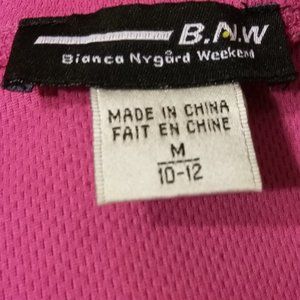 B.N.W
Bianca Nygård Weekend
MADE IN CHINA
FAIT EN CHINE
M
10-12